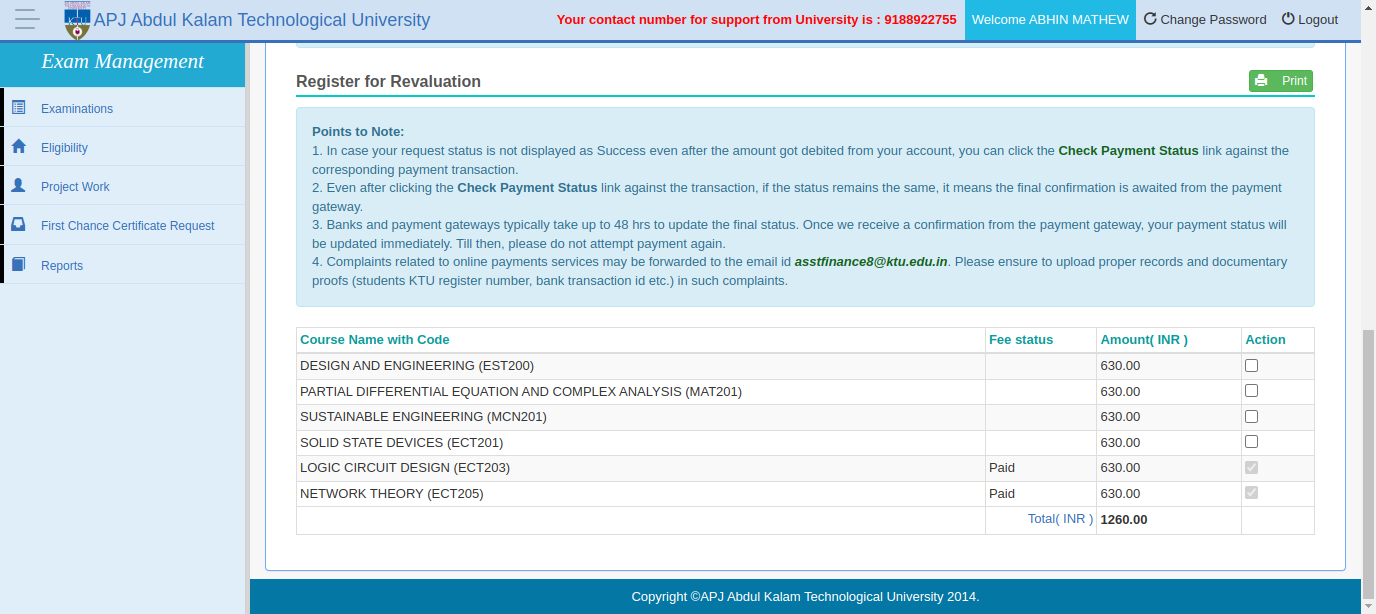 APJ Abdul Kalam Technological University
Your contact number for support from University is : 9188922755
Welcome ABHIN MATHEW
Change Password
Logout
Exam Management
Examinations
Eligibility
Project Work
First Chance Certificate Request
Reports
Register for Revaluation
Print
Points to Note:
1. In case your request status is not displayed as Success even after the amount got debited from your account, you can click the Check Payment Status link against the
corresponding payment transaction.
2. Even after clicking the Check Payment Status link against the transaction, if the status remains the same, it means the final confirmation is awaited from the payment
gateway.
3. Banks and payment gateways typically take up to 48 hrs to update the final status. Once we receive a confirmation from the payment gateway, your payment status will
be updated immediately. Till then, please do not attempt payment again.
4. Complaints related to online payments services may be forwarded to the email id asstfinance8@ktu.edu.in. Please ensure to upload proper records and documentary
proofs (students KTU register number, bank transaction id etc.) in such complaints.
Course Name with Code Fee status Amount( INR ) Action
DESIGN AND ENGINEERING (EST200) 630.00
PARTIAL DIFFERENTIAL EQUATION AND COMPLEX ANALYSIS (MAT201) 630.00
SUSTAINABLE ENGINEERING (MCN201) 630.00
SOLID STATE DEVICES (ECT201) 630.00
LOGIC CIRCUIT DESIGN (ECT203) Paid 630.00
NETWORK THEORY (ECT205) Paid 630.00
Total( INR ) 1260.00
Copyright ©APJ Abdul Kalam Technological University 2014.